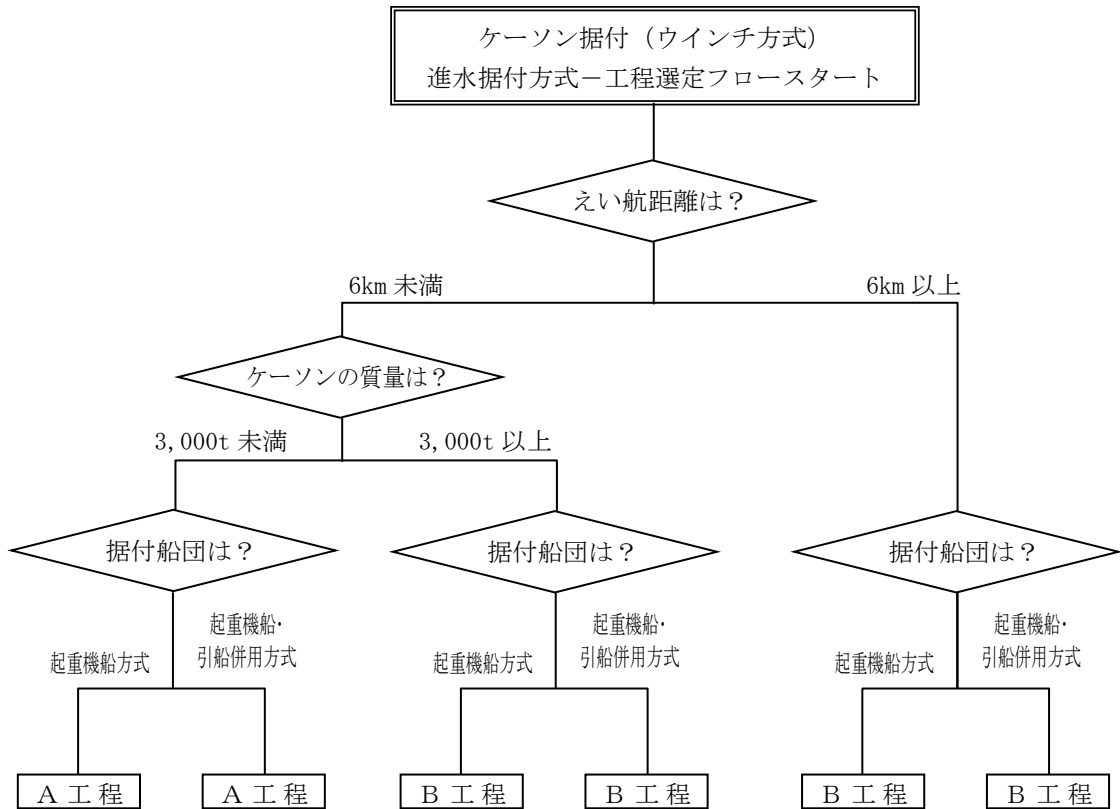 ケーソン据付（ウインチ方式）
進水据付方式－工程選定フロースタート
えい航距離は？
6km 未満
6km 以上
ケーソンの質量は？
3,000t 未満
3,000t 以上
据付船団は？
据付船団は？
据付船団は？
起重機船方式
起重機船・
引船併用方式
起重機船方式
起重機船・
引船併用方式
起重機船方式
起重機船・
引船併用方式
Ａ 工 程
Ａ 工 程
Ｂ 工 程
Ｂ 工 程
Ｂ 工 程
Ｂ 工 程